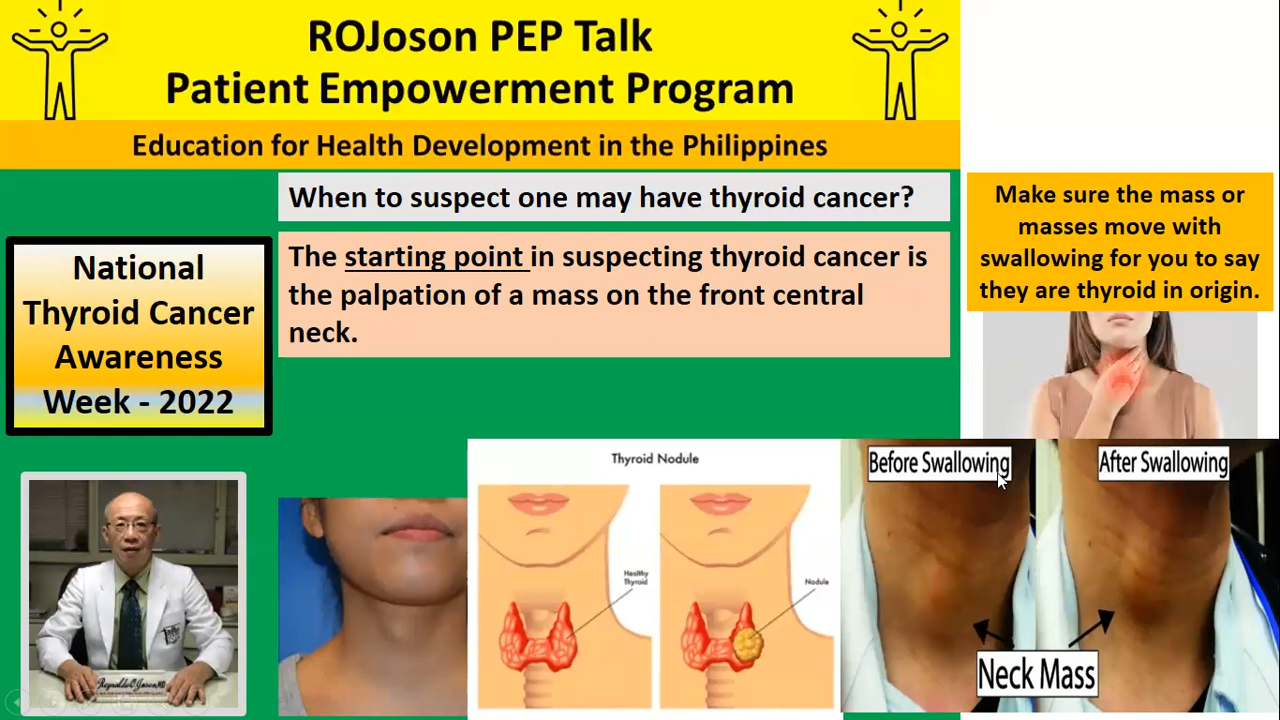 ROJoson PEP Talk
Patient Empowerment Program
Education for Health Development in the Philippines
When to suspect one may have thyroid cancer?
The starting point in suspecting thyroid cancer is
the palpation of a mass on the front central
neck.
Make sure the mass or
masses move with
swallowing for you to say
they are thyroid in origin.
National
Thyroid Cancer
Awareness
Week - 2022
Thyroid Nodule
Healthy
Thyroid
Nodule
Before Swallowing
After Swallowing
Neck Mass
Reynaldo O. Joson, MD